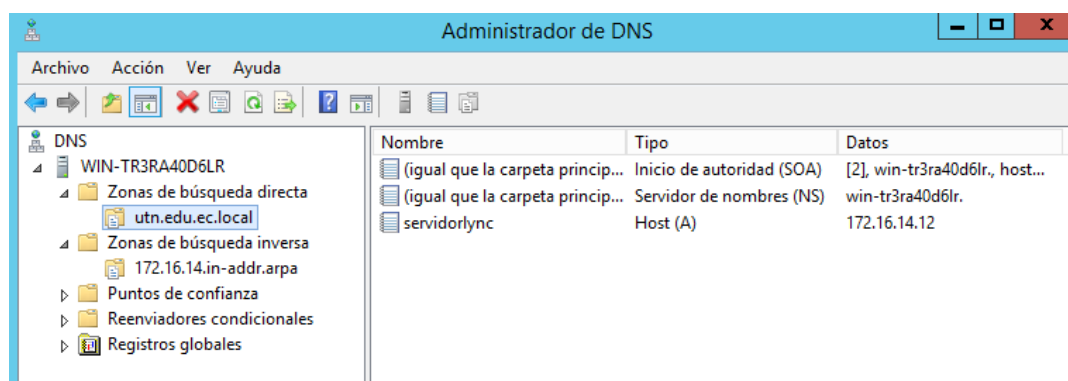 Administrador de DNS
Archivo Acción Ver Ayuda
DNS
WIN-TR3RA40D6LR
Zonas de búsqueda directa
utn.edu.ec.local
Zonas de búsqueda inversa
172.16.14.in-addr.arpa
Puntos de confianza
Reenviadores condicionales
Registros globales
Nombre Tipo Datos
(igual que la carpeta princip... Inicio de autoridad (SOA) [2], win-tr3ra40d6lr., host...
(igual que la carpeta princip... Servidor de nombres (NS) win-tr3ra40d6lr.
servidorlync Host (A) 172.16.14.12